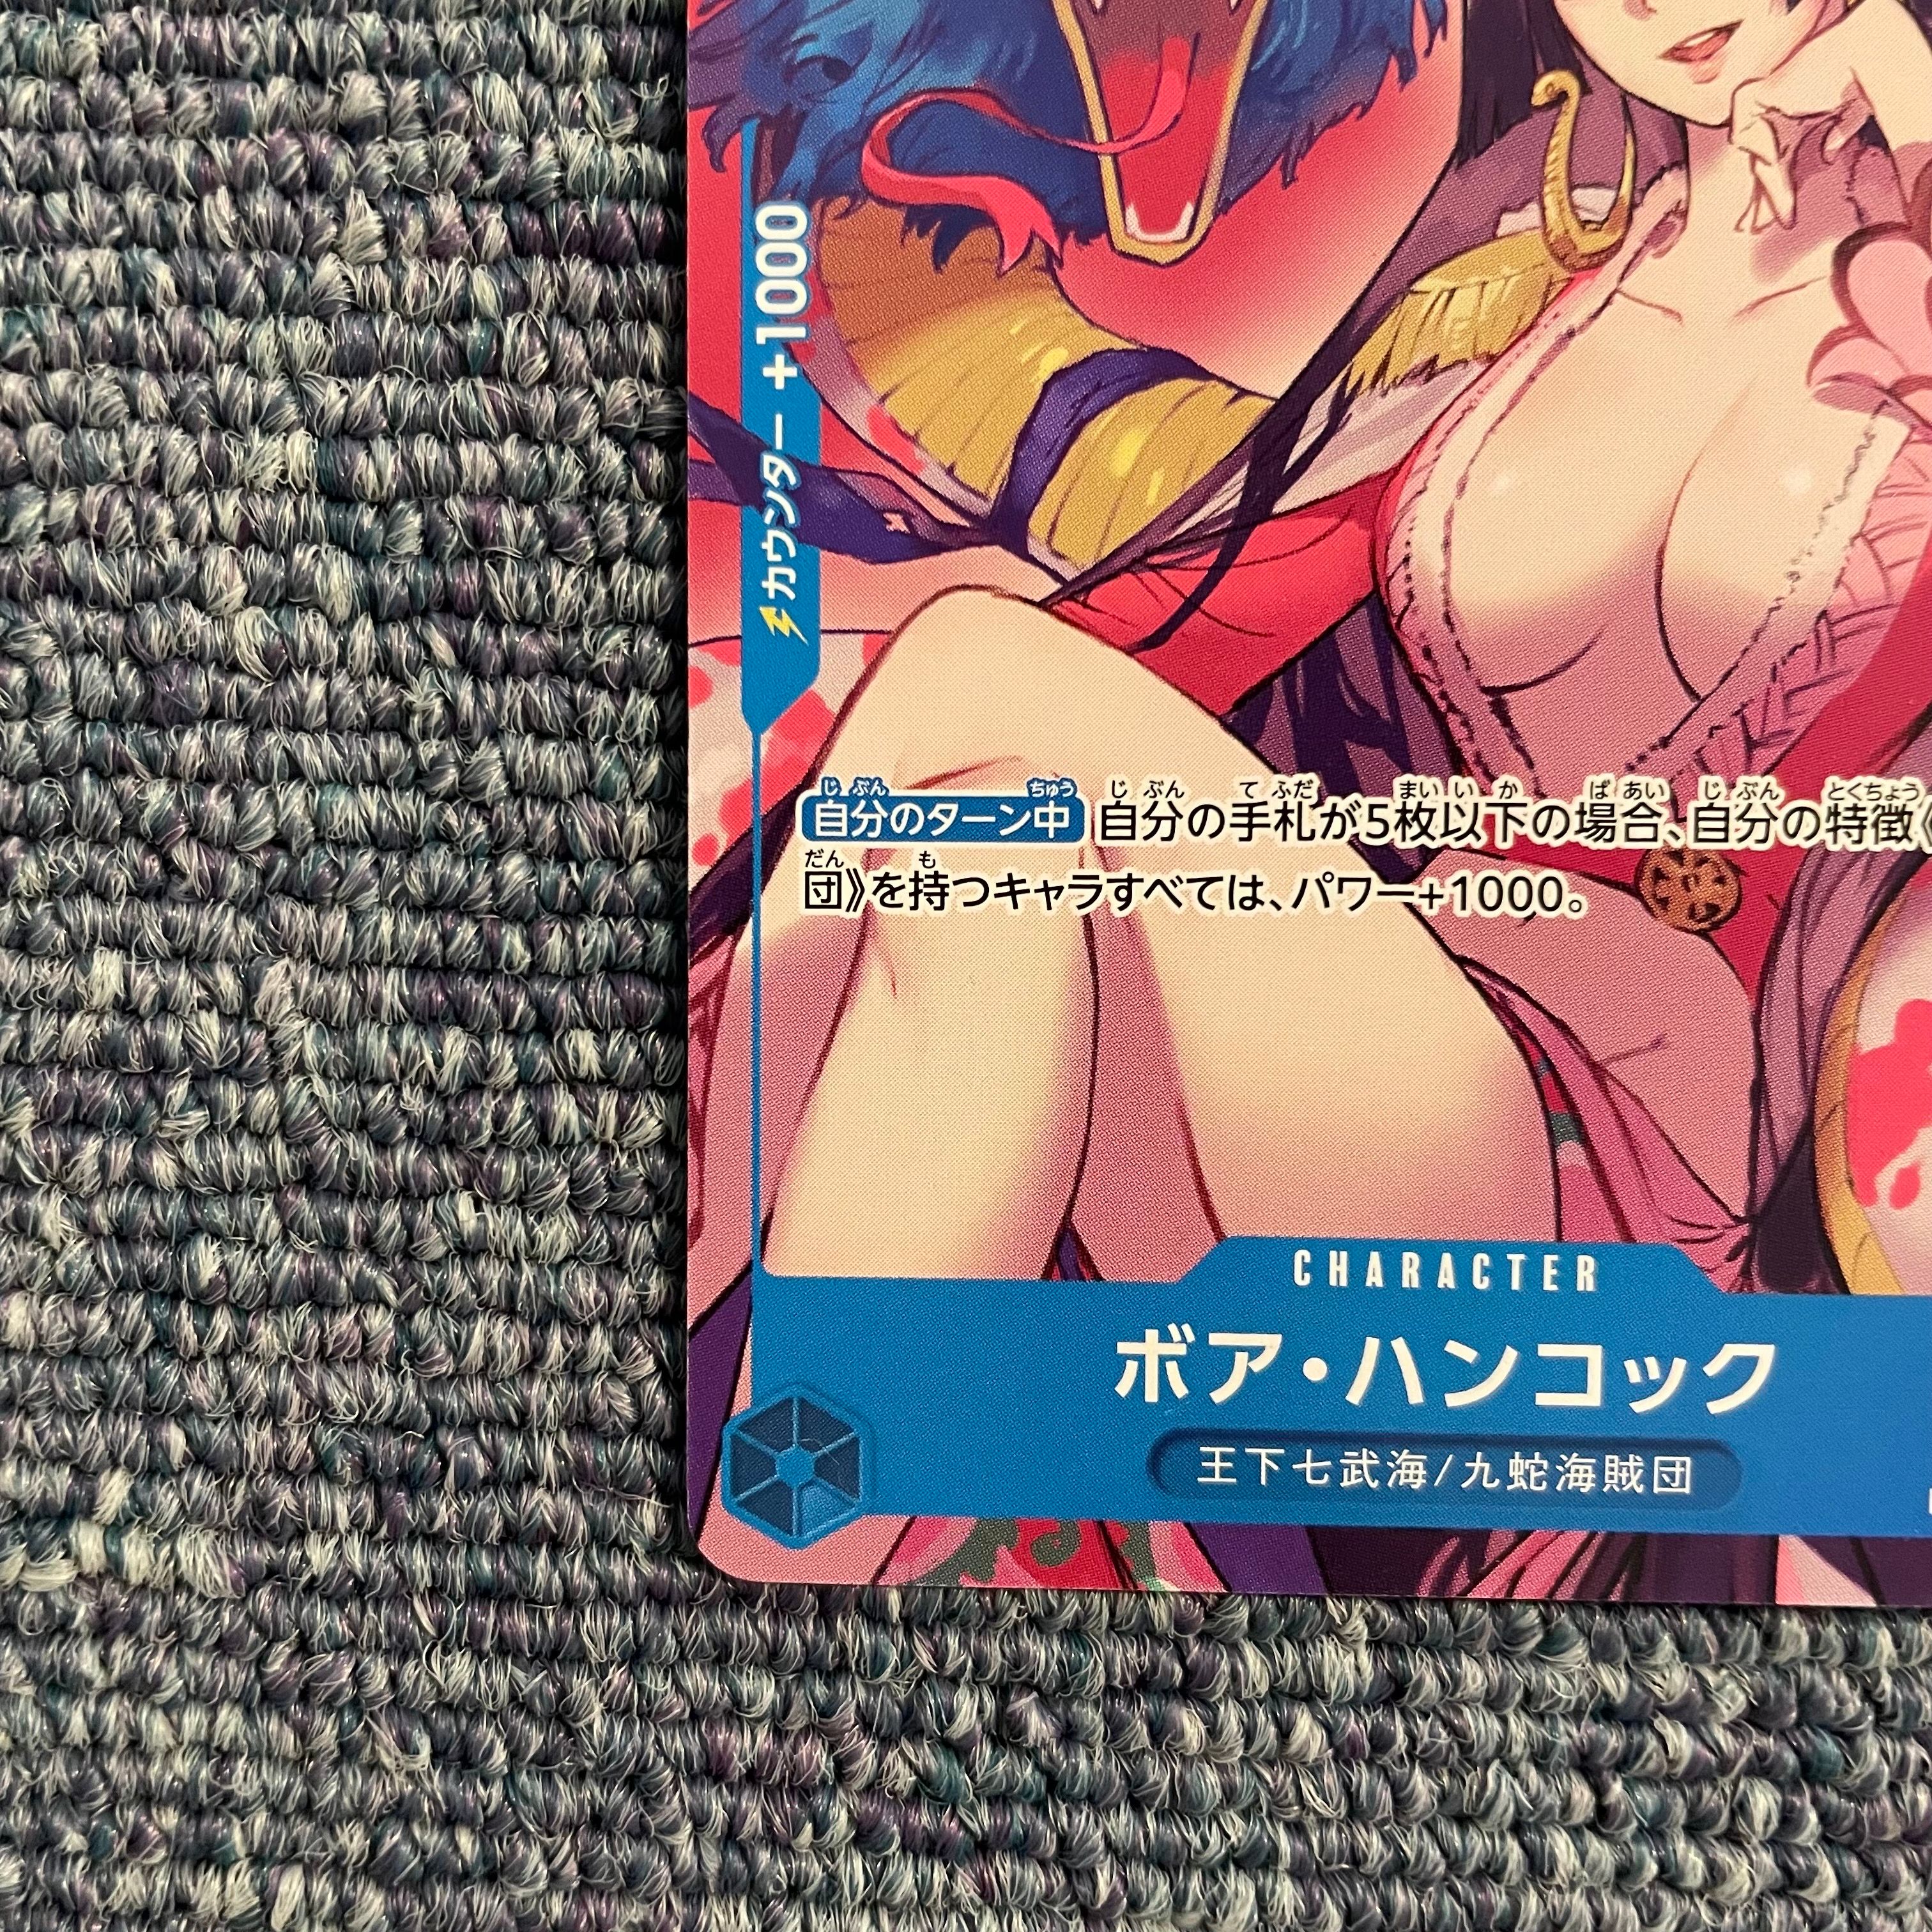 カウンター +1000
自分のターン中 自分の手札が5枚以下の場合、自分の特徴《
団》を持つキャラすべては、パワー+1000。
CHARACTER
ボア・ハンコック
王下七武海/九蛇海賊団